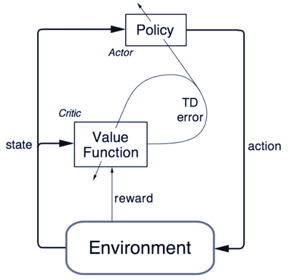 Policy
Actor
TD
error
Critic
Value
Function
state
action
reward
Environment